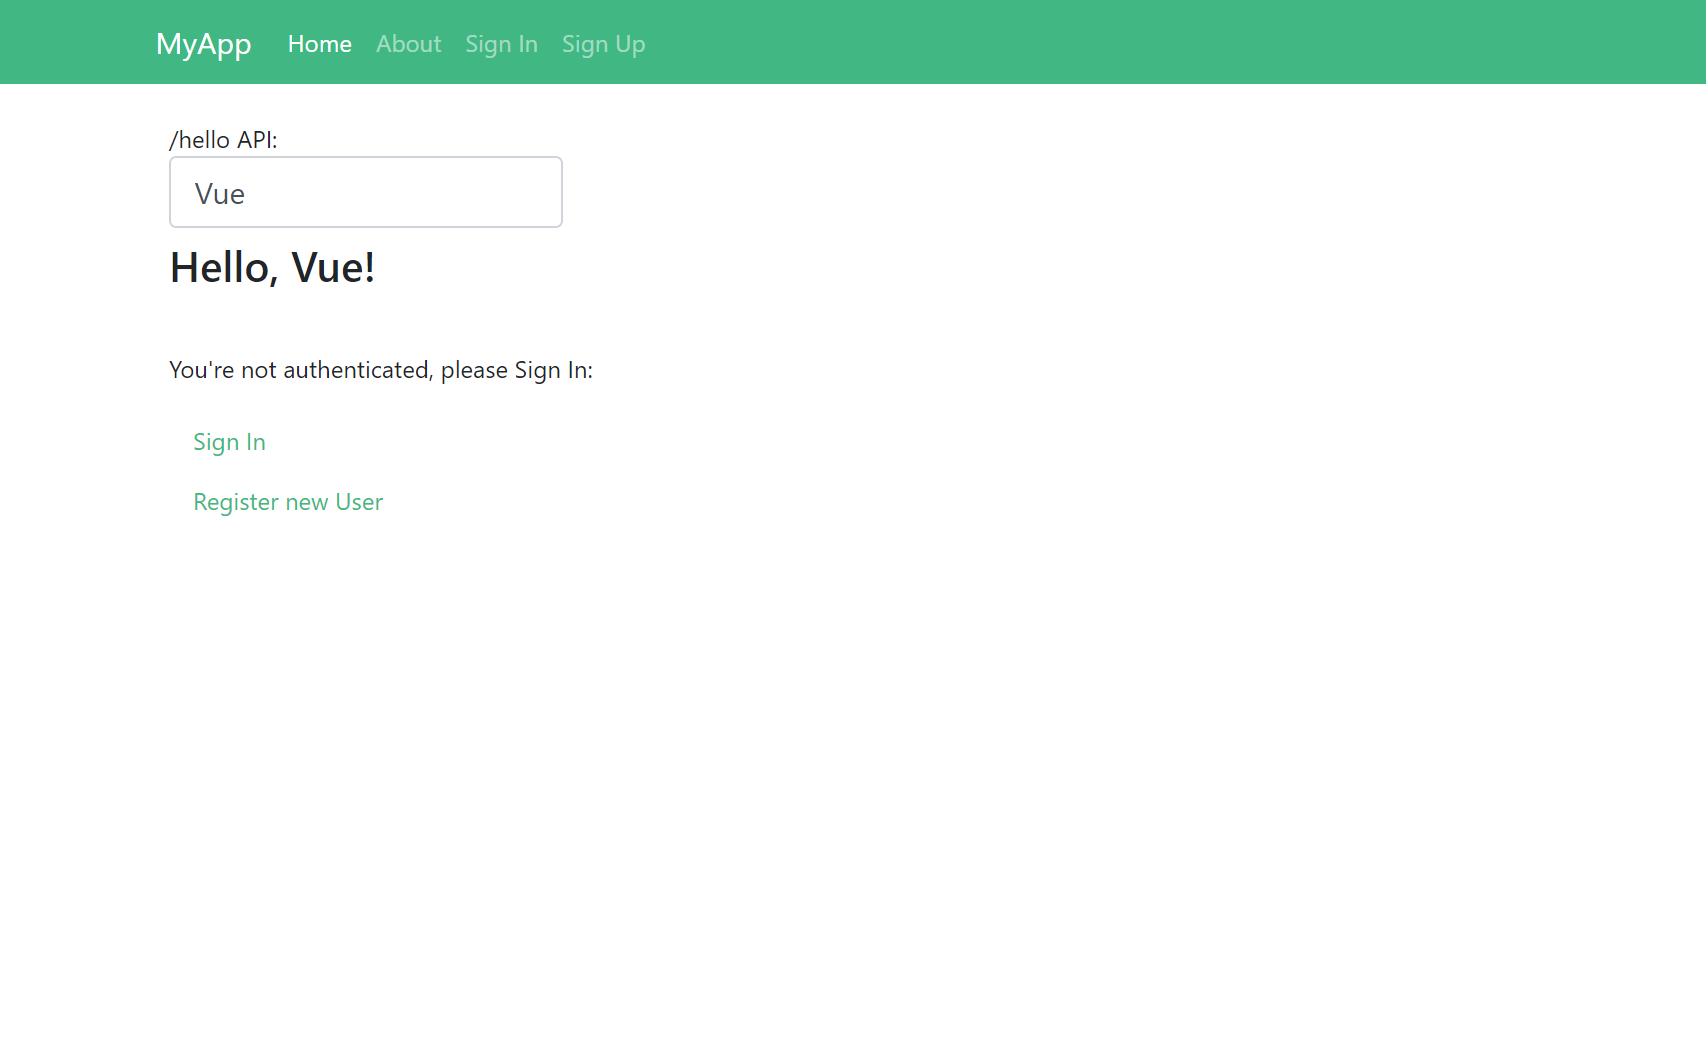 MyApp Home About Sign In Sign Up
/hello API:
Vue
Hello, Vue!
You're not authenticated, please Sign In:
Sign In
Register new User